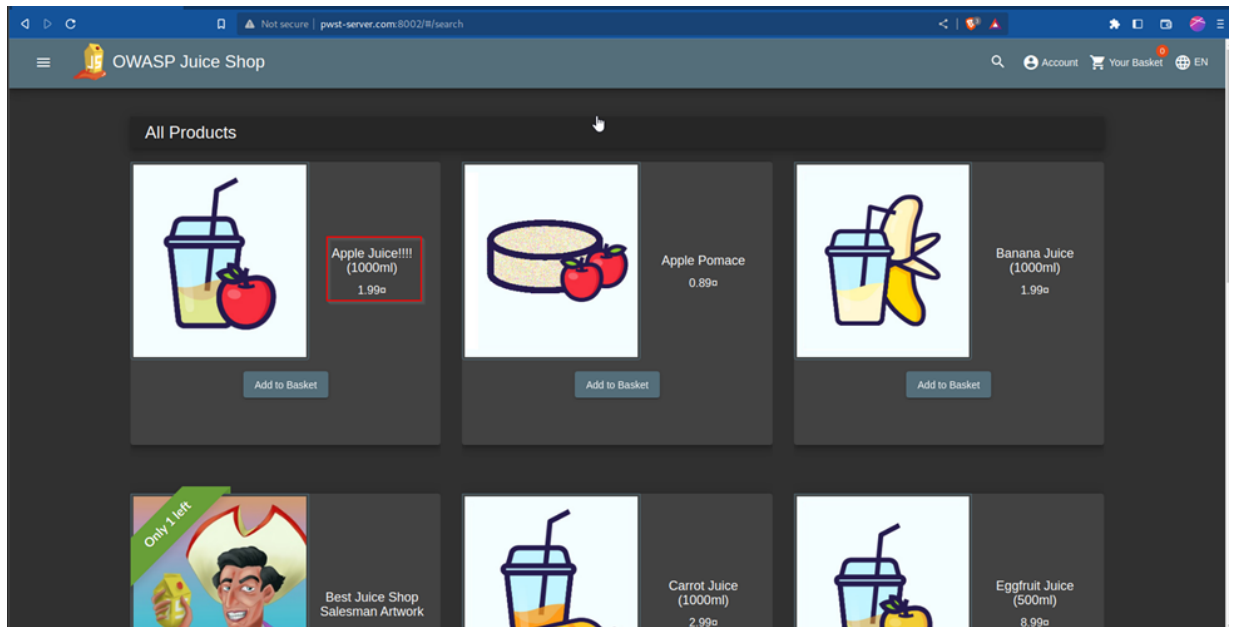 Not secure | pwst-server.com:8002/#/search
OWASP Juice Shop
Account
Your Basket
0
EN
All Products
Apple Juice!!!!
(1000ml)
1.99¤
Add to Basket
Apple Pomace
0.89¤
Add to Basket
Banana Juice
(1000ml)
1.99¤
Add to Basket
Only 1 left
Best Juice Shop
Salesman Artwork
Carrot Juice
(1000ml)
2.99¤
Eggfruit Juice
(500ml)
8.99¤